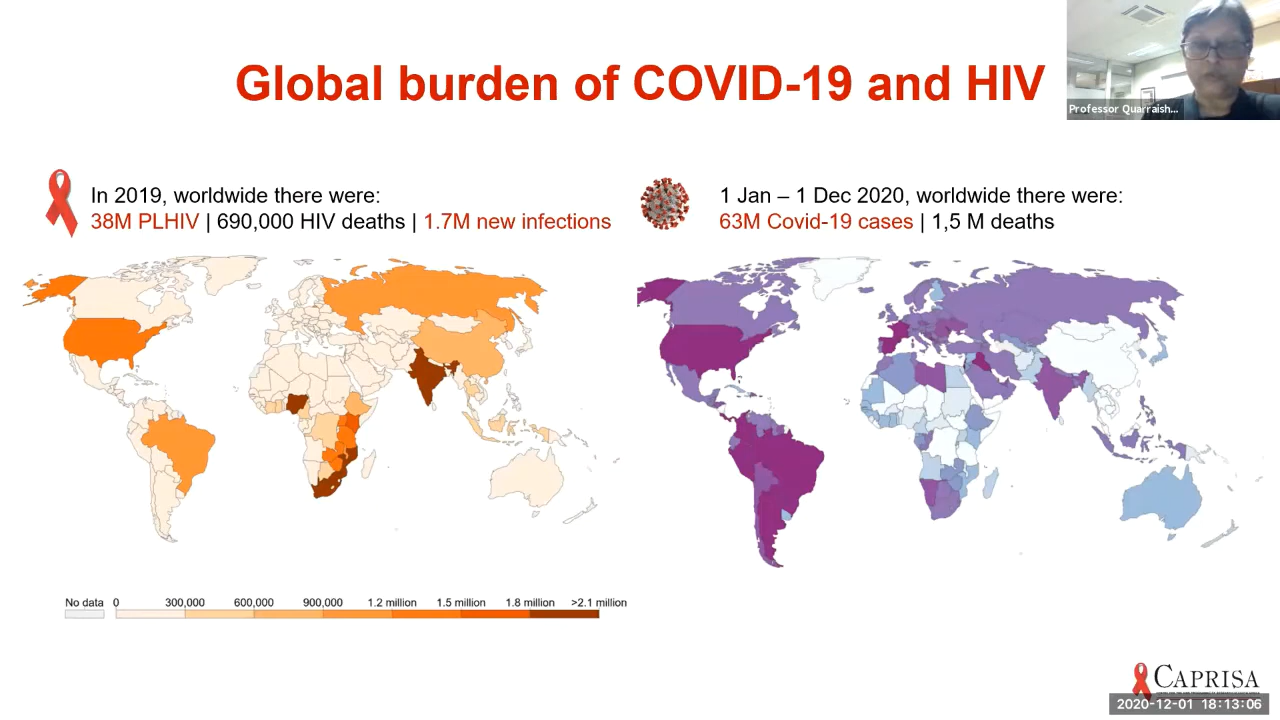 Global burden of COVID-19 and HIV
Professor Quarraish...
In 2019, worldwide there were:
38M PLHIV | 690,000 HIV deaths | 1.7M new infections
1 Jan – 1 Dec 2020, worldwide there were:
63M Covid-19 cases | 1,5 M deaths
No data 0 300,000 600,000 900,000 1.2 million 1.5 million 1.8 million >2.1 million
CAPRISA
2020-12-01 18:13:06